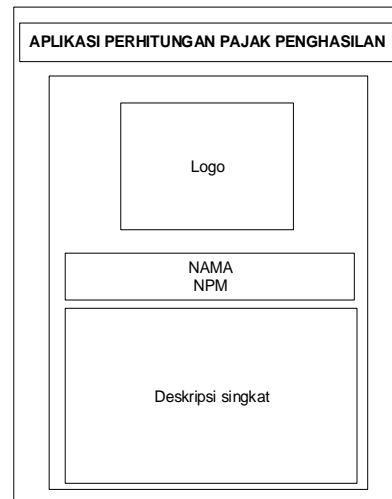 APLIKASI PERHITUNGAN PAJAK PENGHASILAN
Logo
NAMA
NPM
Deskripsi singkat